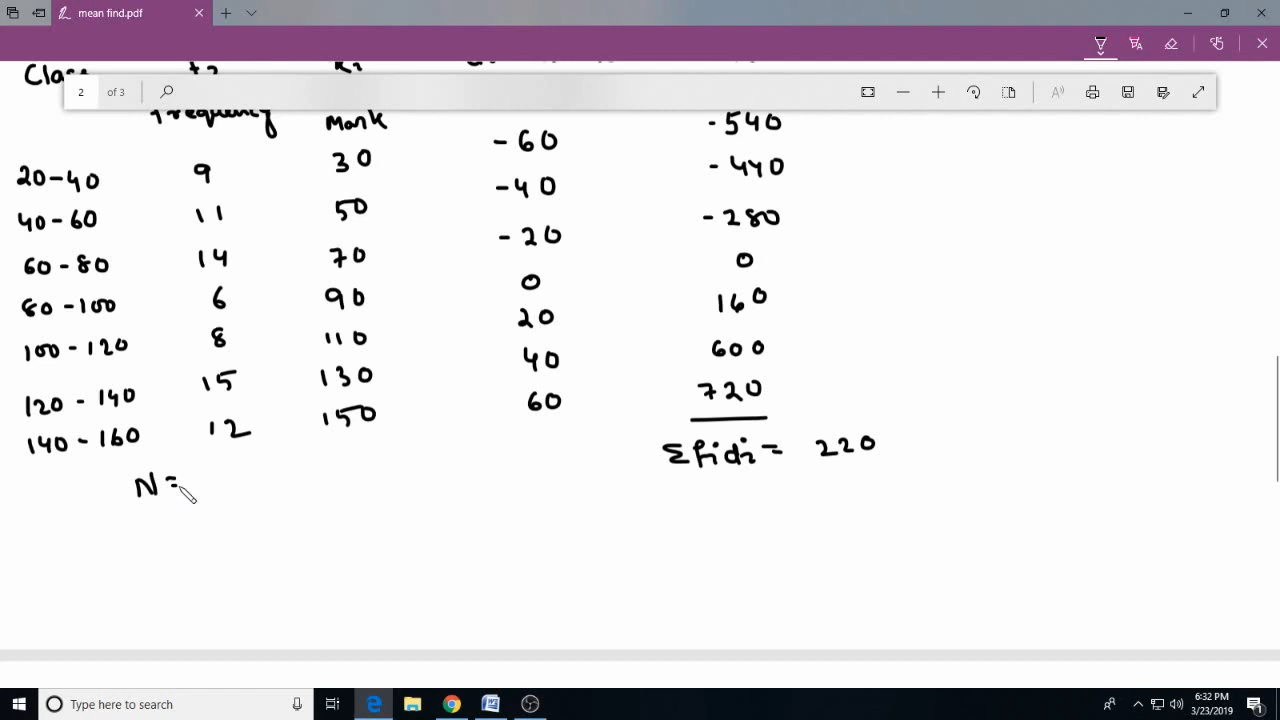 mean find.pdf
2 of 3
Class
frequency Mark
-60 -540
20-40 9 30 -40 -440
40-60 11 50 -20 -280
60-80 14 70 0 0
80-100 6 90 20 160
100-120 8 110 40 600
120-140 15 130 60 720
140-160 12 150
Σfidi= 220
N=
Type here to search
6:32 PM
3/23/2019